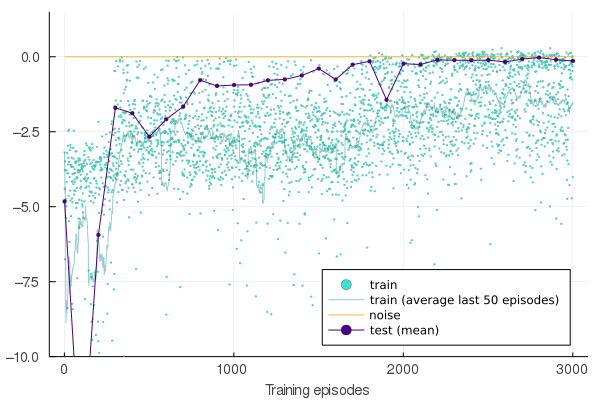 0.0
−2.5
−5.0
−7.5
−10.0
0
1000
2000
3000
Training episodes
train
train (average last 50 episodes)
noise
test (mean)